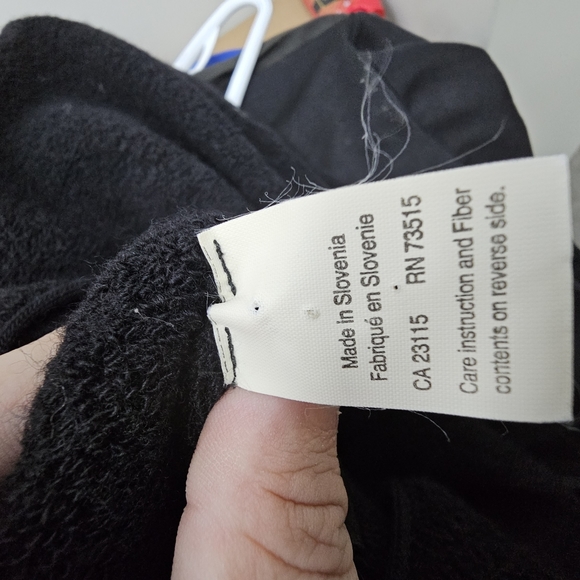 Made in Slovenia
Fabriqué en Slovenie
CA 23115 RN 73515
Care instruction and Fiber
contents on reverse side.